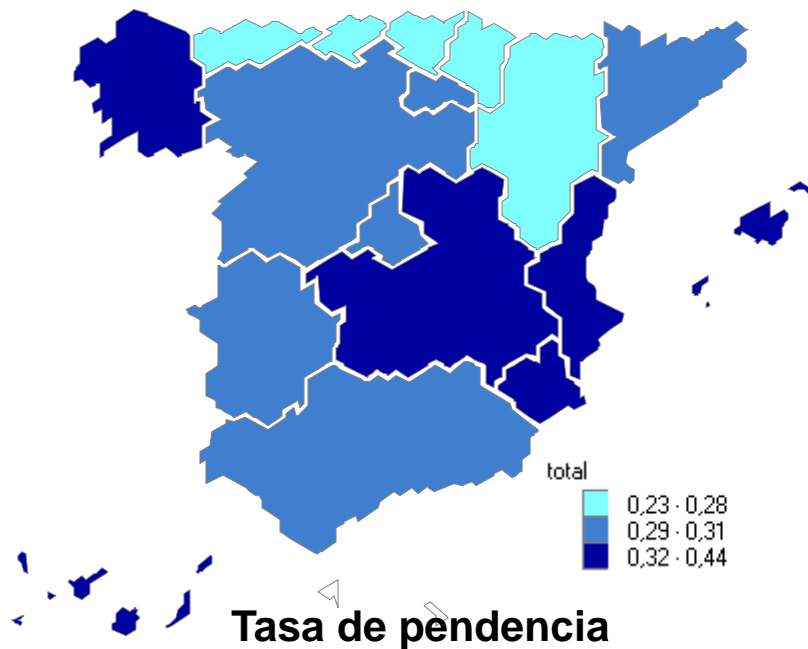 total
0,23 · 0,28
0,29 · 0,31
0,32 · 0,44
Tasa de pendencia